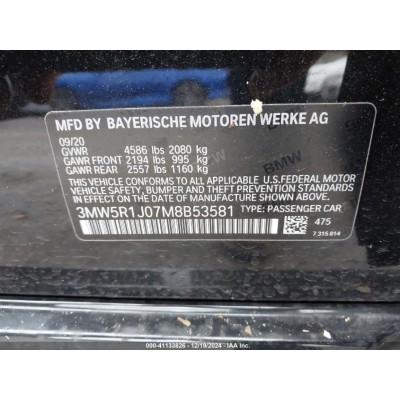 MFD BY BAYERISCHE MOTOREN WERKE AG
09/20
GVWR 4586 lbs 2080 kg
GAWR FRONT 2194 lbs 995 kg
GAWR REAR 2557 lbs 1160 kg
THIS VEHICLE CONFORMS TO ALL APPLICABLE U.S.FEDERAL MOTOR
VEHICLE SAFETY, BUMPER, AND THEFT PREVENTION STANDARDS
IN EFFECT ON THE DATE OF MANUFACTURE SHOWN ABOVE.
3MW5R1J07M8B53581 TYPE: PASSENGER CAR
475
7 315 814
BMW
BMW
000-41133826 - 12/19/2024 - IAA Inc.